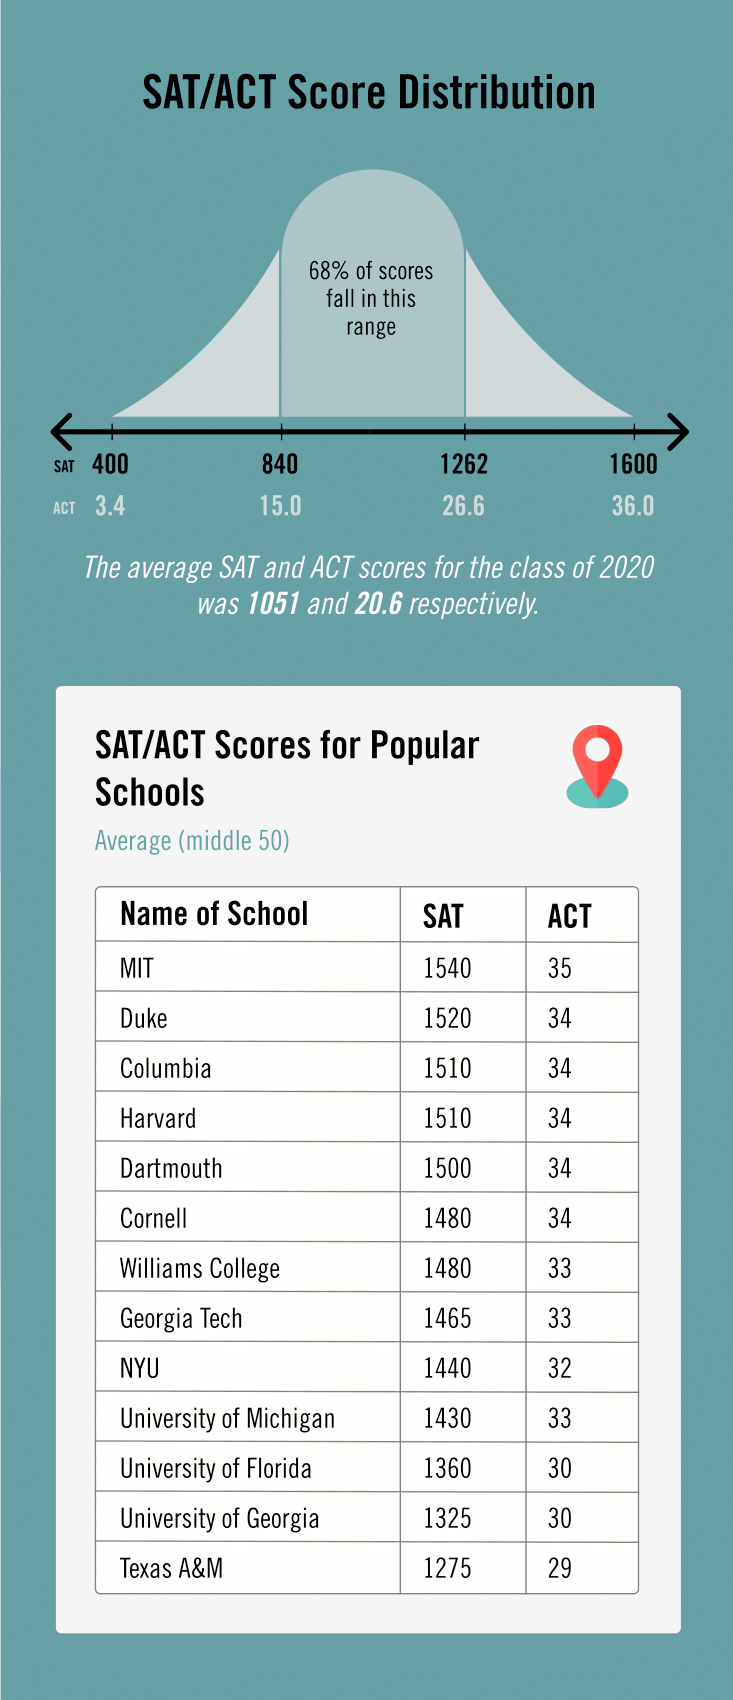 SAT/ACT Score Distribution
68% of scores
fall in this
range
SAT 400 840 1262 1600
ACT 3.4 15.0 26.6 36.0
The average SAT and ACT scores for the class of 2020
was 1051 and 20.6 respectively.
SAT/ACT Scores for Popular
Schools
Average (middle 50)
Name of School SAT ACT
MIT 1540 35
Duke 1520 34
Columbia 1510 34
Harvard 1510 34
Dartmouth 1500 34
Cornell 1480 34
Williams College 1480 33
Georgia Tech 1465 33
NYU 1440 32
University of Michigan 1430 33
University of Florida 1360 30
University of Georgia 1325 30
Texas A&M 1275 29